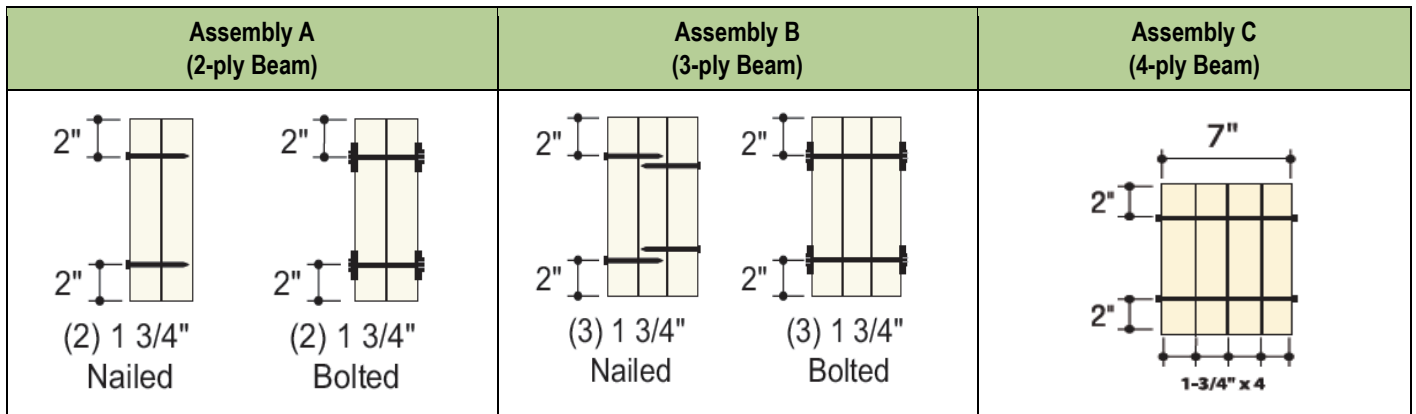 Assembly A
(2-ply Beam)
Assembly B
(3-ply Beam)
Assembly C
(4-ply Beam)
2"
2"
(2) 1 3/4"
Nailed
2"
2"
(2) 1 3/4"
Bolted
2"
2"
(3) 1 3/4"
Nailed
2"
2"
(3) 1 3/4"
Bolted
7"
2"
2"
1-3/4" x 4